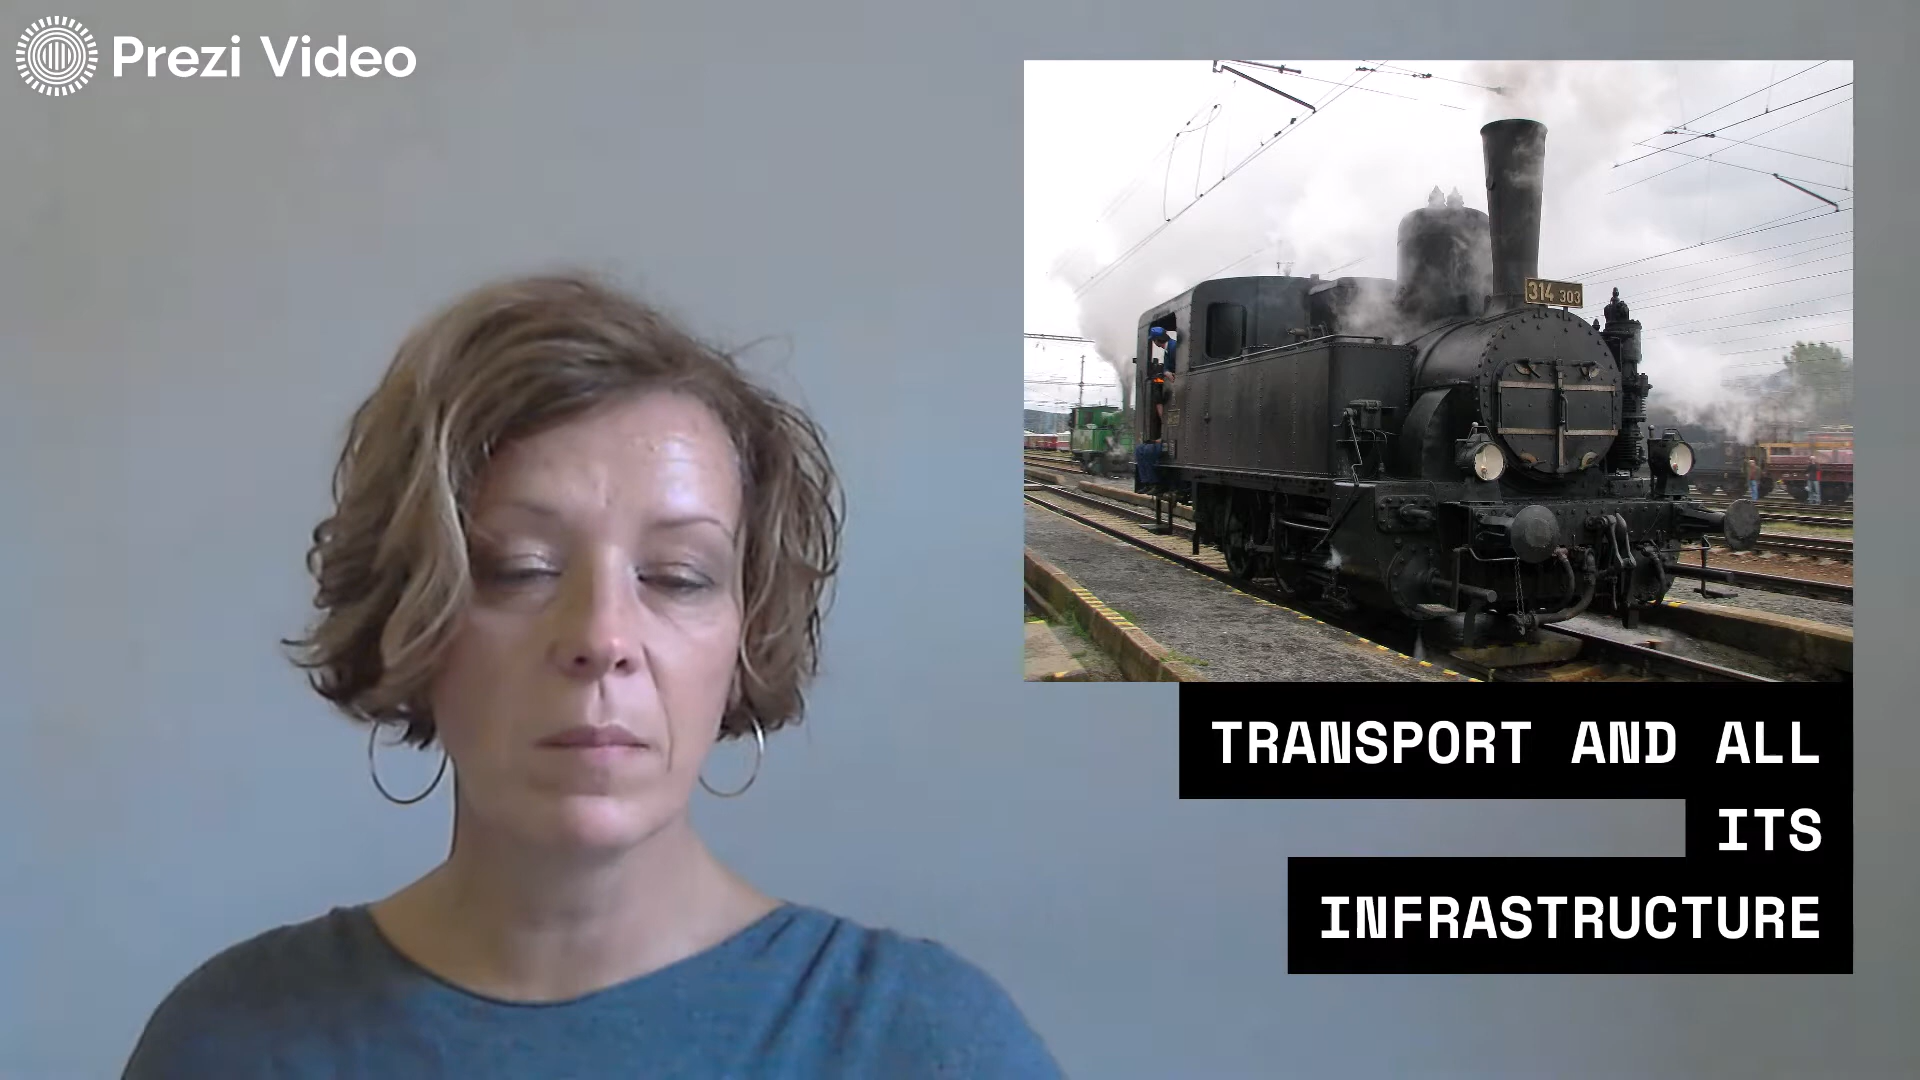 Prezi Video
314 303
TRANSPORT AND ALL
ITS
INFRASTRUCTURE